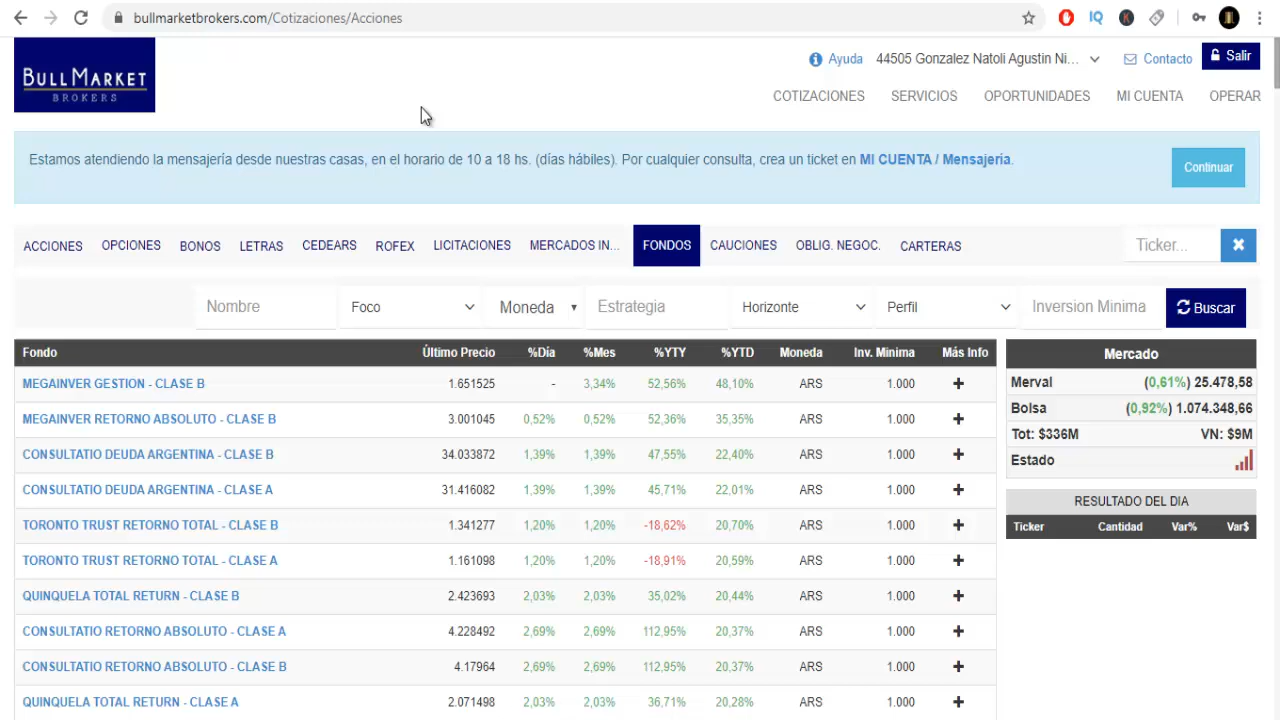 bullmarketbrokers.com/Cotizaciones/Acciones
IQ
K
BULLMARKET
BROKERS
Ayuda 44505 Gonzalez Natoli Agustin Ni... Contacto Salir
COTIZACIONES SERVICIOS OPORTUNIDADES MI CUENTA OPERAR
Estamos atendiendo la mensajería desde nuestras casas, en el horario de 10 a 18 hs. (días hábiles). Por cualquier consulta, crea un ticket en MI CUENTA / Mensajería.
Continuar
ACCIONES OPCIONES BONOS LETRAS CEDEARS ROFEX LICITACIONES MERCADOS IN... FONDOS CAUCIONES OBLIG. NEGOC. CARTERAS Ticker...
Nombre Foco Moneda Estrategia Horizonte Perfil Inversion Minima Buscar
Fondo Último Precio %Día %Mes %YTY %YTD Moneda Inv. Minima Más Info
MEGAINVER GESTION - CLASE B 1.651525 - 3,34% 52,56% 48,10% ARS 1.000
MEGAINVER RETORNO ABSOLUTO - CLASE B 3.001045 0,52% 0,52% 52,36% 35,35% ARS 1.000
CONSULTATIO DEUDA ARGENTINA - CLASE B 34.033872 1,39% 1,39% 47,55% 22,40% ARS 1.000
CONSULTATIO DEUDA ARGENTINA - CLASE A 31.416082 1,39% 1,39% 45,71% 22,01% ARS 1.000
TORONTO TRUST RETORNO TOTAL - CLASE B 1.341277 1,20% 1,20% -18,62% 20,70% ARS 1.000
TORONTO TRUST RETORNO TOTAL - CLASE A 1.161098 1,20% 1,20% -18,91% 20,59% ARS 1.000
QUINQUELA TOTAL RETURN - CLASE B 2.423693 2,03% 2,03% 35,02% 20,44% ARS 1.000
CONSULTATIO RETORNO ABSOLUTO - CLASE A 4.228492 2,69% 2,69% 112,95% 20,37% ARS 1.000
CONSULTATIO RETORNO ABSOLUTO - CLASE B 4.17964 2,69% 2,69% 112,95% 20,37% ARS 1.000
QUINQUELA TOTAL RETURN - CLASE A 2.071498 2,03% 2,03% 36,71% 20,28% ARS 1.000
Mercado
Merval (0,61%) 25.478,58
Bolsa (0,92%) 1.074.348,66
Tot: $336M VN: $9M
Estado
RESULTADO DEL DIA
Ticker Cantidad Var% Var$